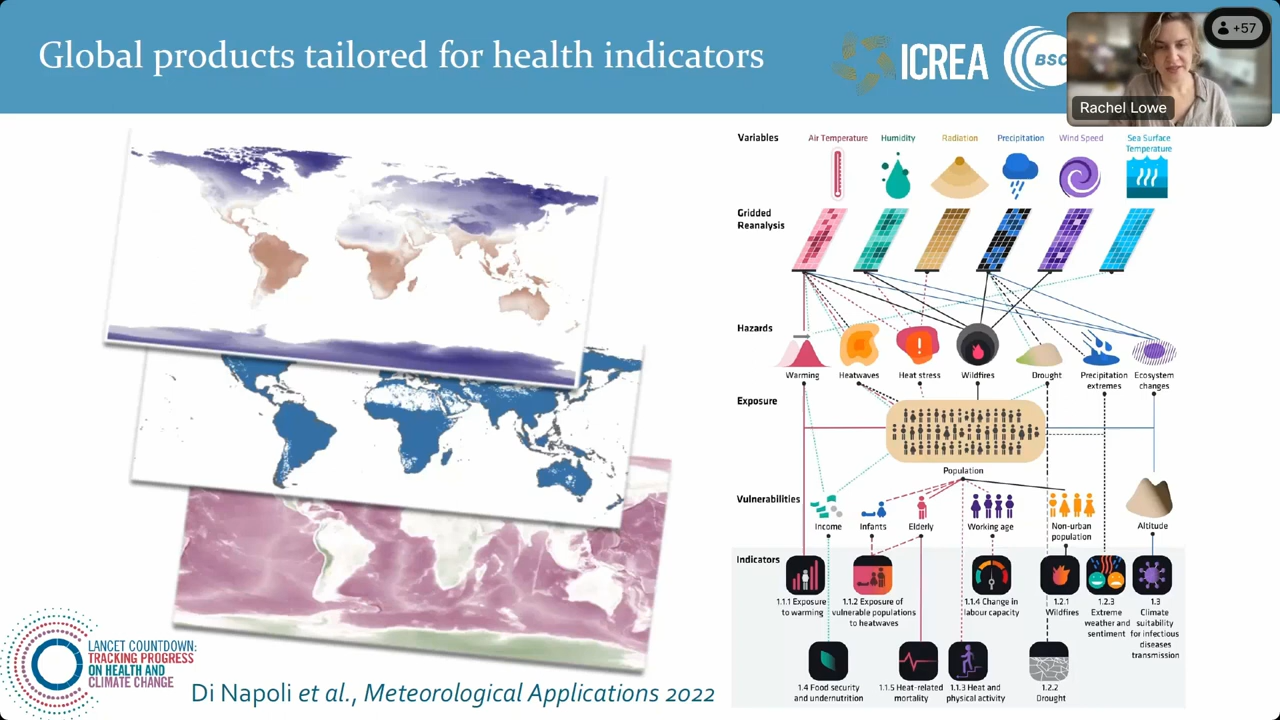 Global products tailored for health indicators
ICREA
BSC
+57
Rachel Lowe
Variables
Air Temperature
Humidity
Radiation
Precipitation
Wind Speed
Sea Surface
Temperature
Gridded
Reanalysis
Hazards
Warming
Heatwaves
Heat stress
Wildfires
Drought
Precipitation
extremes
Ecosystem
changes
Exposure
Population
Vulnerabilities
Income
Infants
Elderly
Working age
Non-urban
population
Altitude
Indicators
1.1.1 Exposure
to warming
1.1.2 Exposure of
vulnerable populations
to heatwaves
1.1.4 Change in
labour capacity
1.2.1
Wildfires
1.2.3
Extreme
weather and
sentiment
1.3
Climate
suitability
for infectious
diseases
transmission
1.4 Food security
and undernutrition
1.1.5 Heat-related
mortality
1.1.3 Heat and
physical activity
1.2.2
Drought
LANCET COUNTDOWN:
TRACKING PROGRESS
ON HEALTH AND
CLIMATE CHANGE
Di Napoli et al., Meteorological Applications 2022